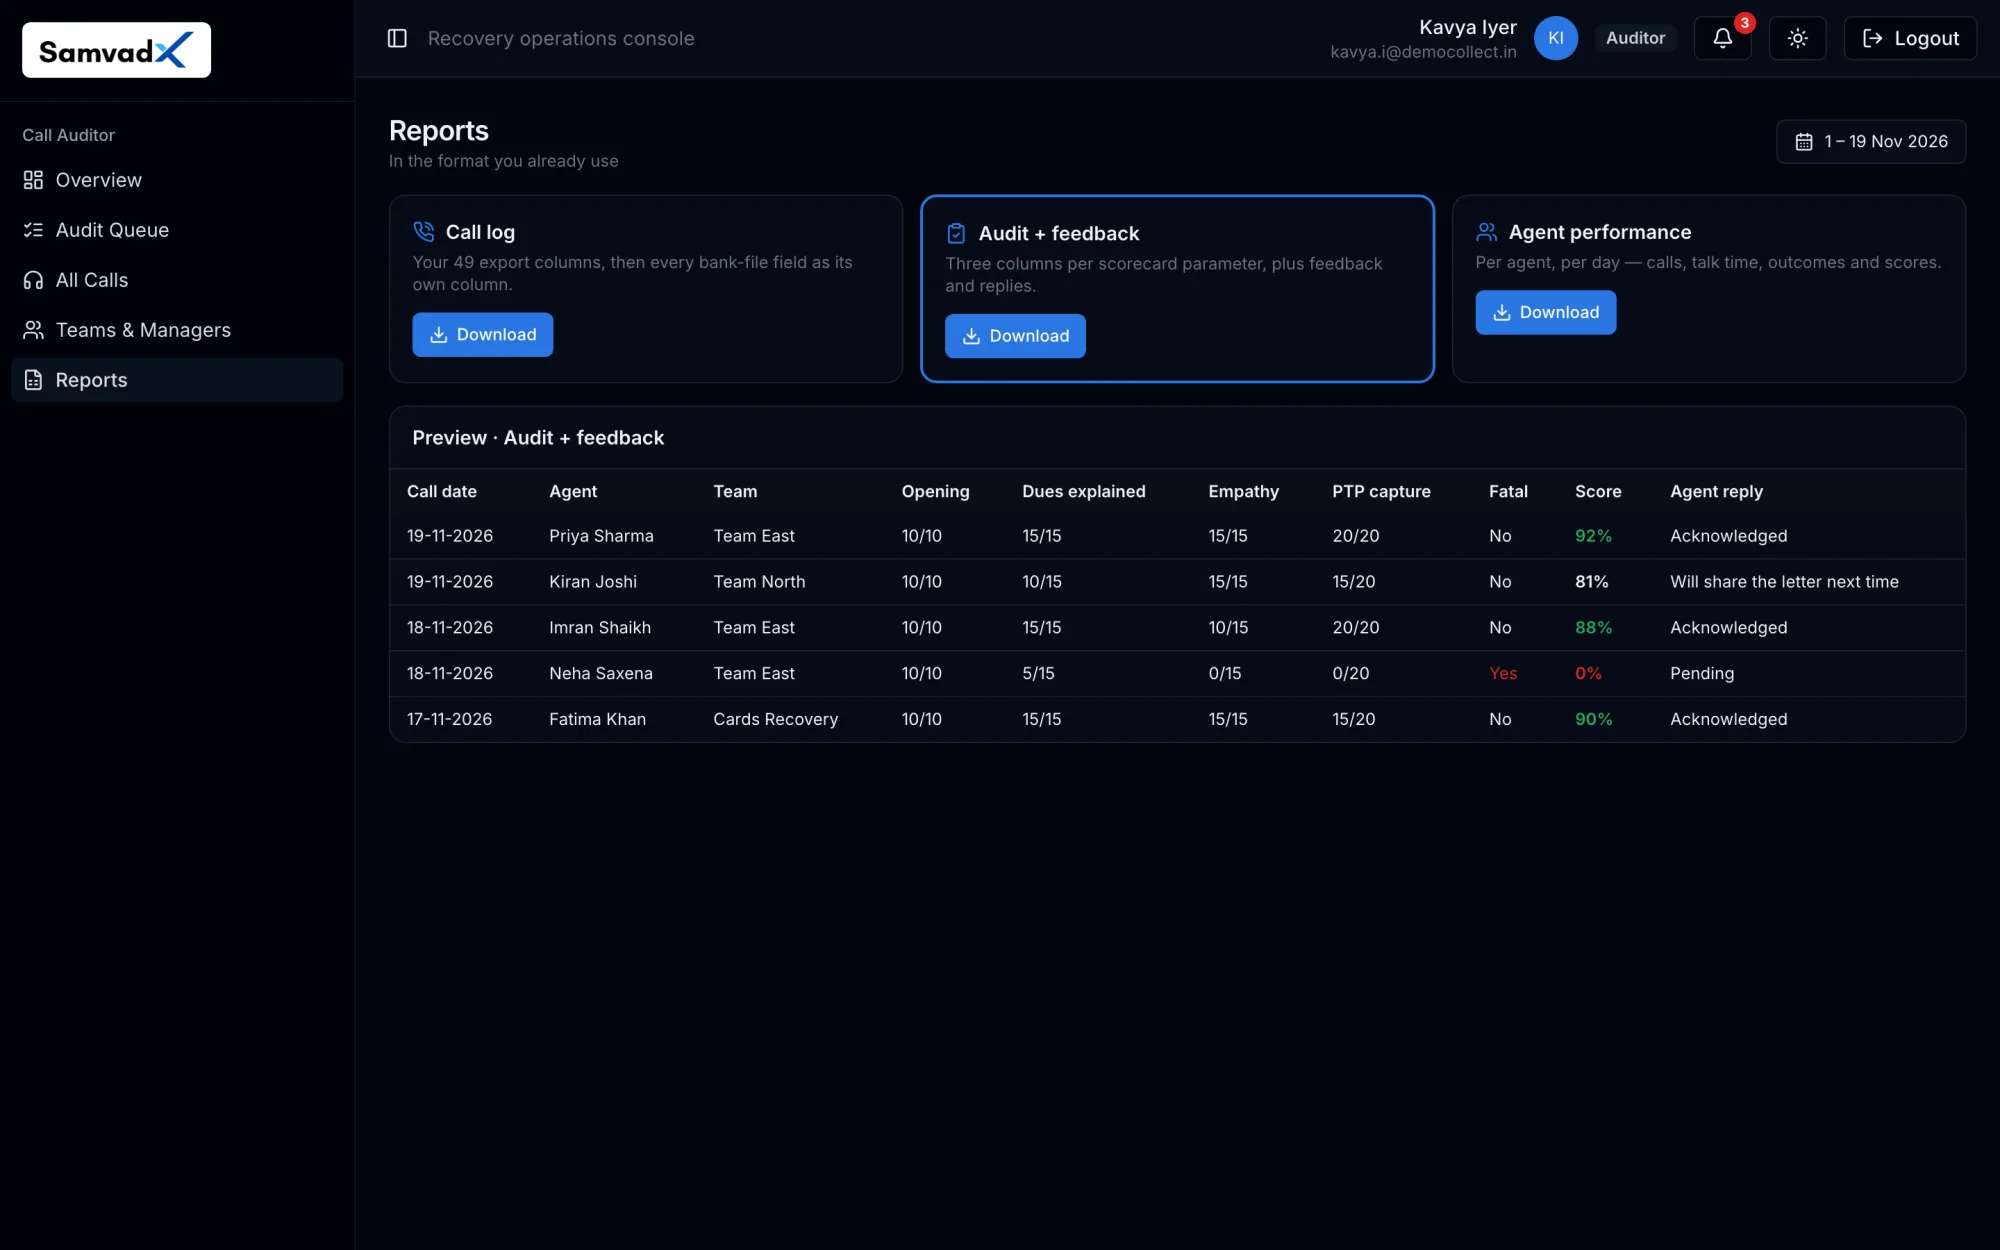 SamvadX
Recovery operations console
Kavya Iyer
kavya.i@democollect.in
KI
Auditor
3
Logout
Call Auditor
Overview
Audit Queue
All Calls
Teams & Managers
Reports
Reports
In the format you already use
1 – 19 Nov 2026
Call log
Your 49 export columns, then every bank-file field as its
own column.
Download
Audit + feedback
Three columns per scorecard parameter, plus feedback
and replies.
Download
Agent performance
Per agent, per day — calls, talk time, outcomes and scores.
Download
Preview · Audit + feedback
Call date Agent Team Opening Dues explained Empathy PTP capture Fatal Score Agent reply
19-11-2026 Priya Sharma Team East 10/10 15/15 15/15 20/20 No 92% Acknowledged
19-11-2026 Kiran Joshi Team North 10/10 10/15 15/15 15/20 No 81% Will share the letter next time
18-11-2026 Imran Shaikh Team East 10/10 15/15 10/15 20/20 No 88% Acknowledged
18-11-2026 Neha Saxena Team East 10/10 5/15 0/15 0/20 Yes 0% Pending
17-11-2026 Fatima Khan Cards Recovery 10/10 15/15 15/15 15/20 No 90% Acknowledged